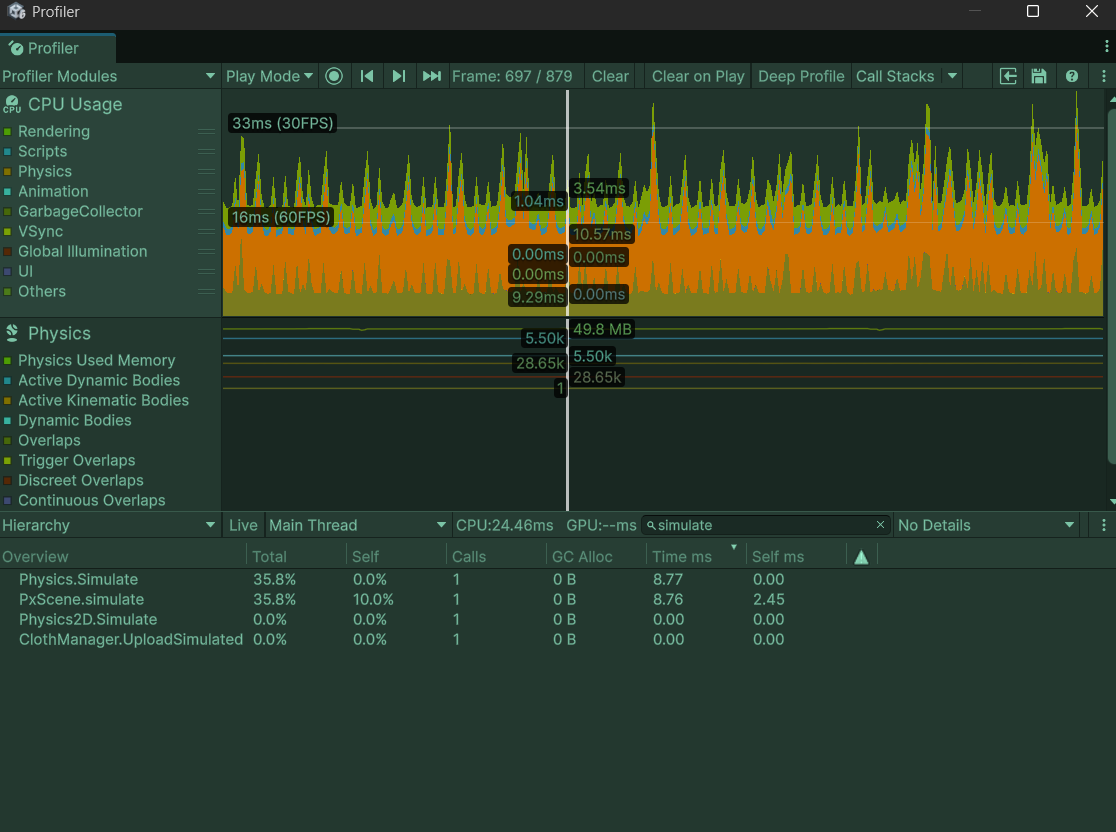 Profiler
Profiler
Profiler Modules Play Mode Frame: 697 / 879 Clear Clear on Play Deep Profile Call Stacks
CPU Usage
Rendering
Scripts
Physics
Animation
GarbageCollector
VSync
Global Illumination
UI
Others
33ms (30FPS)
16ms (60FPS)
1.04ms 3.54ms
10.57ms
0.00ms 0.00ms
0.00ms
9.29ms 0.00ms
Physics
Physics Used Memory
Active Dynamic Bodies
Active Kinematic Bodies
Dynamic Bodies
Overlaps
Trigger Overlaps
Discreet Overlaps
Continuous Overlaps
49.8 MB
5.50k
5.50k
28.65k
28.65k
1
Hierarchy Live Main Thread CPU:24.46ms GPU:--ms simulate No Details
Overview Total Self Calls GC Alloc Time ms Self ms
Physics.Simulate 35.8% 0.0% 1 0 B 8.77 0.00
PxScene.simulate 35.8% 10.0% 1 0 B 8.76 2.45
Physics2D.Simulate 0.0% 0.0% 1 0 B 0.00 0.00
ClothManager.UploadSimulated 0.0% 0.0% 1 0 B 0.00 0.00